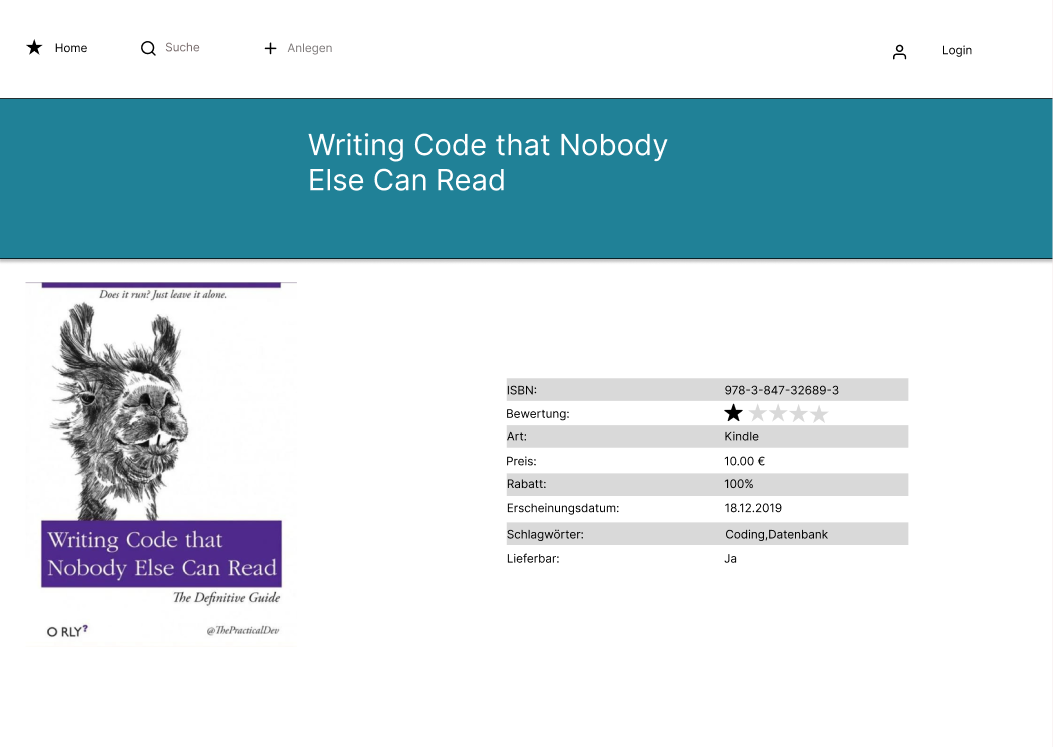 Home
Suche
Anlegen
Login
Writing Code that Nobody
Else Can Read
Does it run? Just leave it alone.
Writing Code that
Nobody Else Can Read
The Definitive Guide
O RLY?
@ThePracticalDev
ISBN: 978-3-847-32689-3
Bewertung:
Art: Kindle
Preis: 10.00 €
Rabatt: 100%
Erscheinungsdatum: 18.12.2019
Schlagwörter: Coding,Datenbank
Lieferbar: Ja